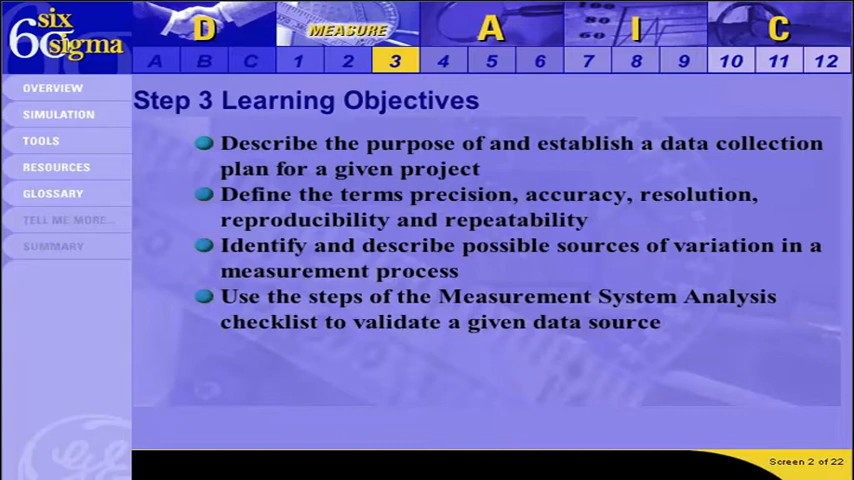 six
6σ sigma
D
MEASURE
A
I
C
100
80
60
A B C 1 2 3 4 5 6 7 8 9 10 11 12
OVERVIEW
SIMULATION
TOOLS
RESOURCES
GLOSSARY
TELL ME MORE...
SUMMARY
Step 3 Learning Objectives
Describe the purpose of and establish a data collection
plan for a given project
Define the terms precision, accuracy, resolution,
reproducibility and repeatability
Identify and describe possible sources of variation in a
measurement process
Use the steps of the Measurement System Analysis
checklist to validate a given data source
Screen 2 of 22